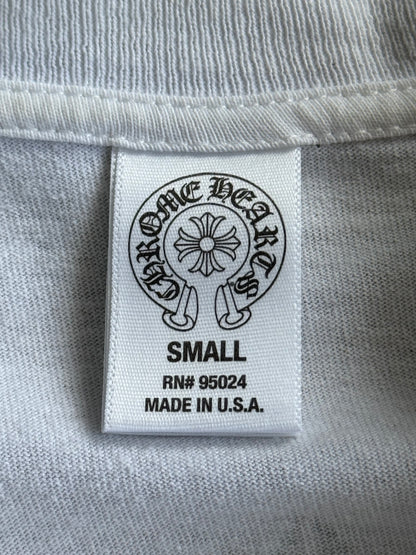 CHROME HEARTS
SMALL
RN# 95024
MADE IN U.S.A.